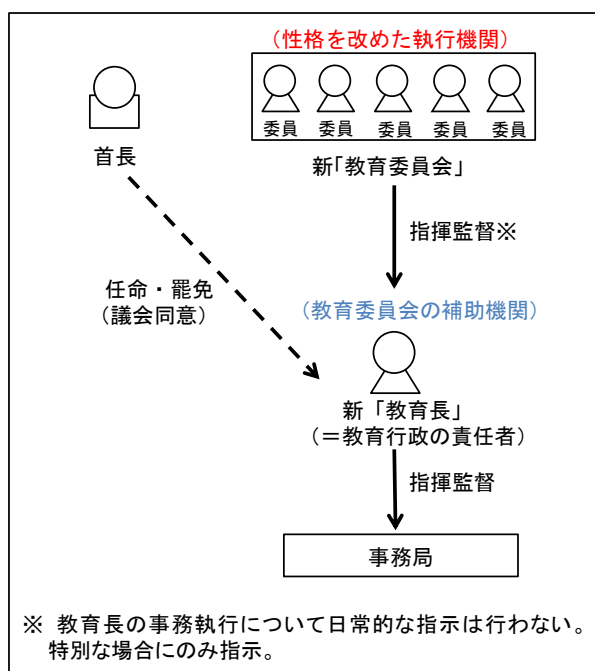 (性格を改めた執行機関)
委員 委員 委員 委員 委員
首長
新「教育委員会」
指揮監督※
任命・罷免
(議会同意)
(教育委員会の補助機関)
新「教育長」
(=教育行政の責任者)
指揮監督
事務局
※ 教育長の事務執行について日常的な指示は行わない。
特別な場合にのみ指示。